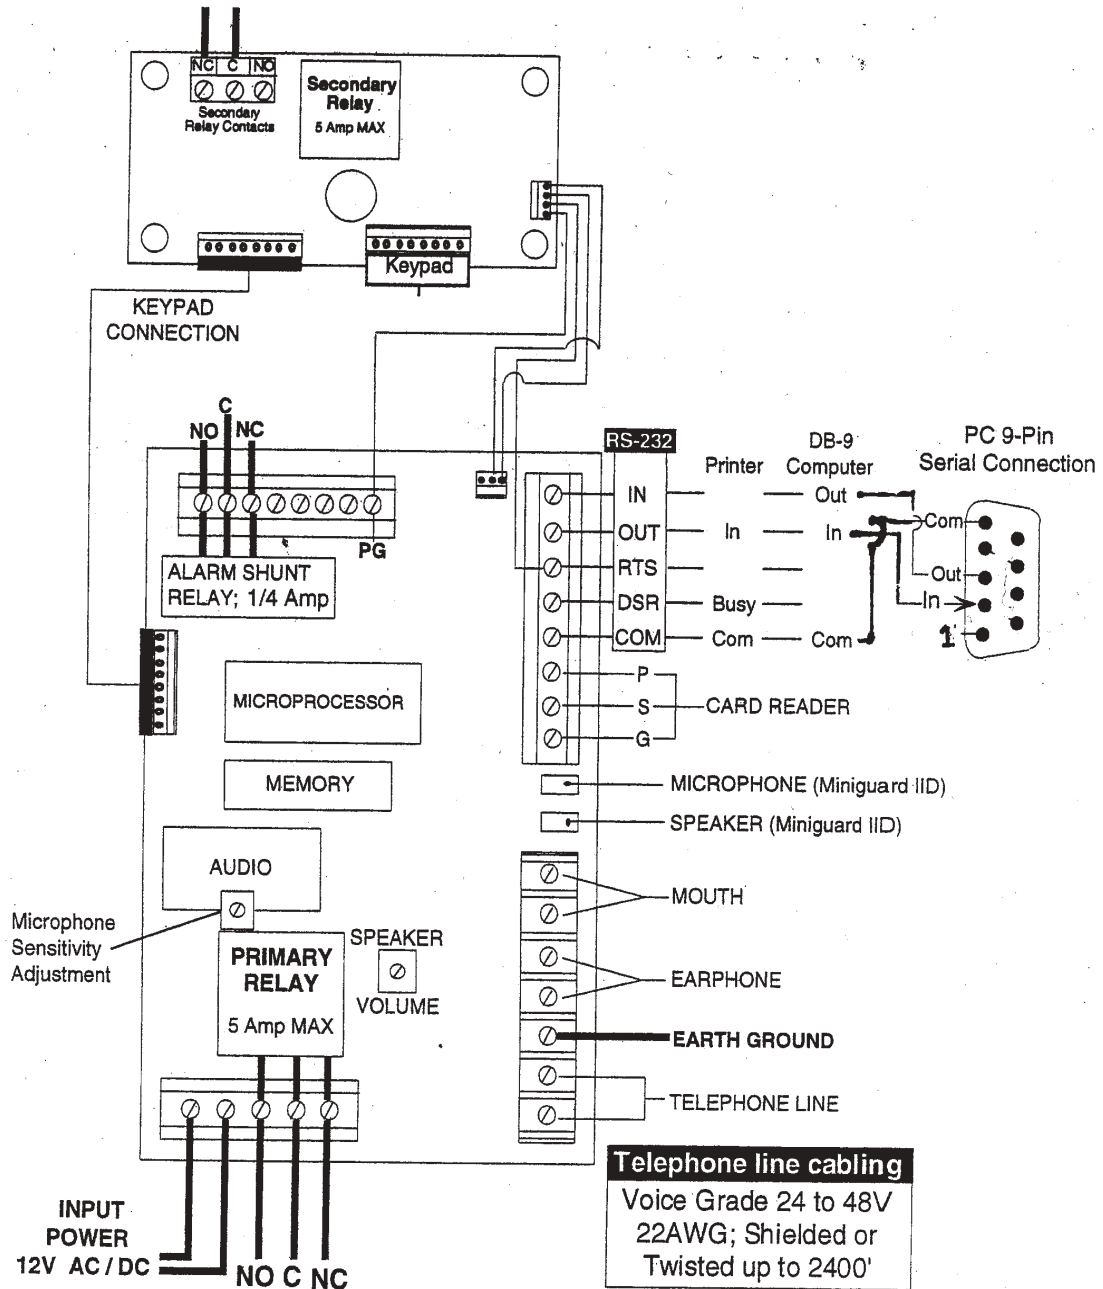 NC C NO
Secondary
Relay Contacts
Secondary
Relay
5 Amp MAX
Keypad
KEYPAD
CONNECTION
C
NO NC
PG
ALARM SHUNT
RELAY; 1/4 Amp
RS-232
Printer
DB-9
Computer
PC 9-Pin
Serial Connection
IN Out
OUT In In
RTS
DSR Busy
COM Com Com
Com
Out
In
1
P
S CARD READER
G
MICROPROCESSOR
MEMORY
MICROPHONE (Miniguard IID)
SPEAKER (Miniguard IID)
AUDIO
Microphone
Sensitivity
Adjustment
PRIMARY
RELAY
5 Amp MAX
SPEAKER
VOLUME
MOUTH
EARPHONE
EARTH GROUND
TELEPHONE LINE
INPUT
POWER
12V AC / DC
NO C NC
Telephone line cabling
Voice Grade 24 to 48V
22AWG; Shielded or
Twisted up to 2400'